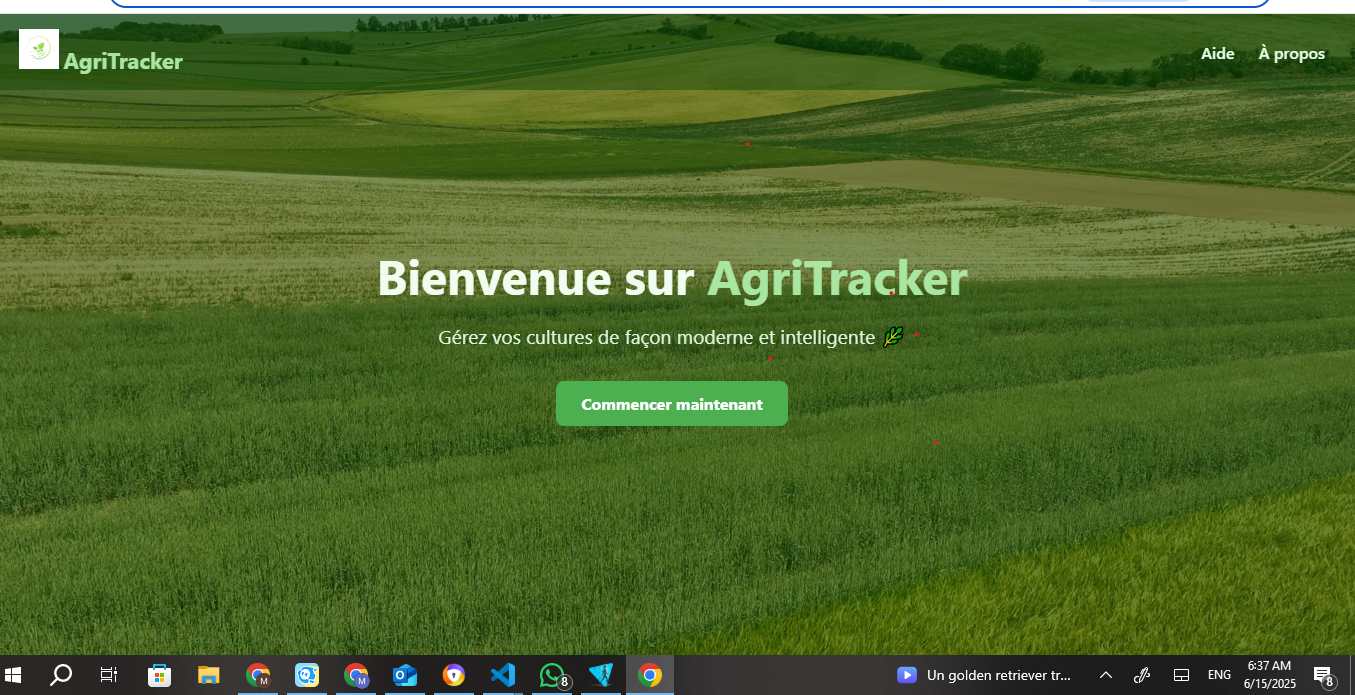 AgriTracker
Aide
À propos
Bienvenue sur AgriTracker
Gérez vos cultures de façon moderne et intelligente
Commencer maintenant
M
M
8
Un golden retriever tr...
ENG
6:37 AM
6/15/2025
8